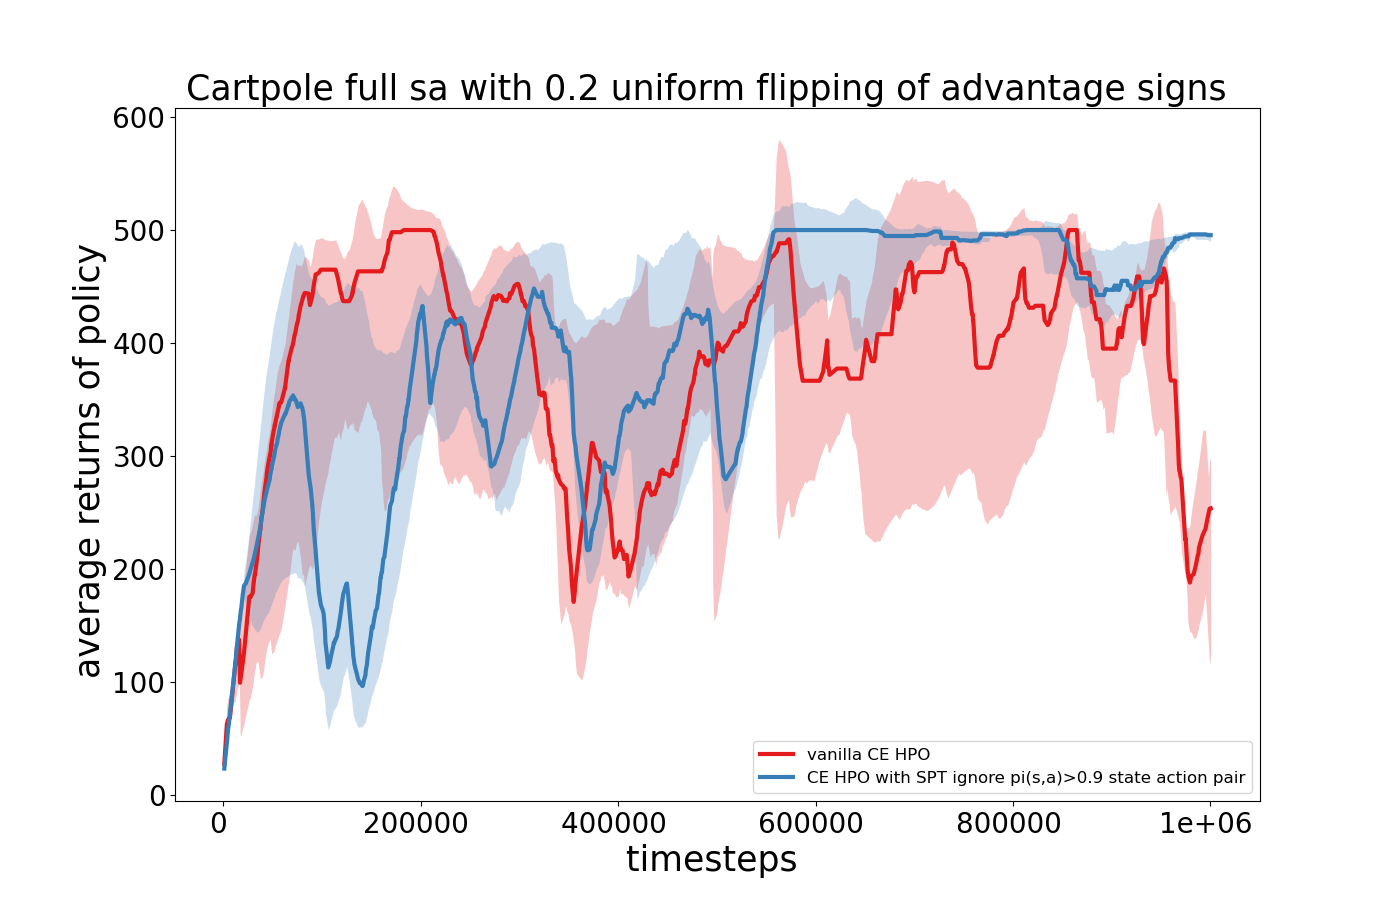 Cartpole full sa with 0.2 uniform flipping of advantage signs
600
500
400
300
200
100
0
average returns of policy
0 200000 400000 600000 800000 1e+06
timesteps
vanilla CE HPO
CE HPO with SPT ignore pi(s,a)>0.9 state action pair